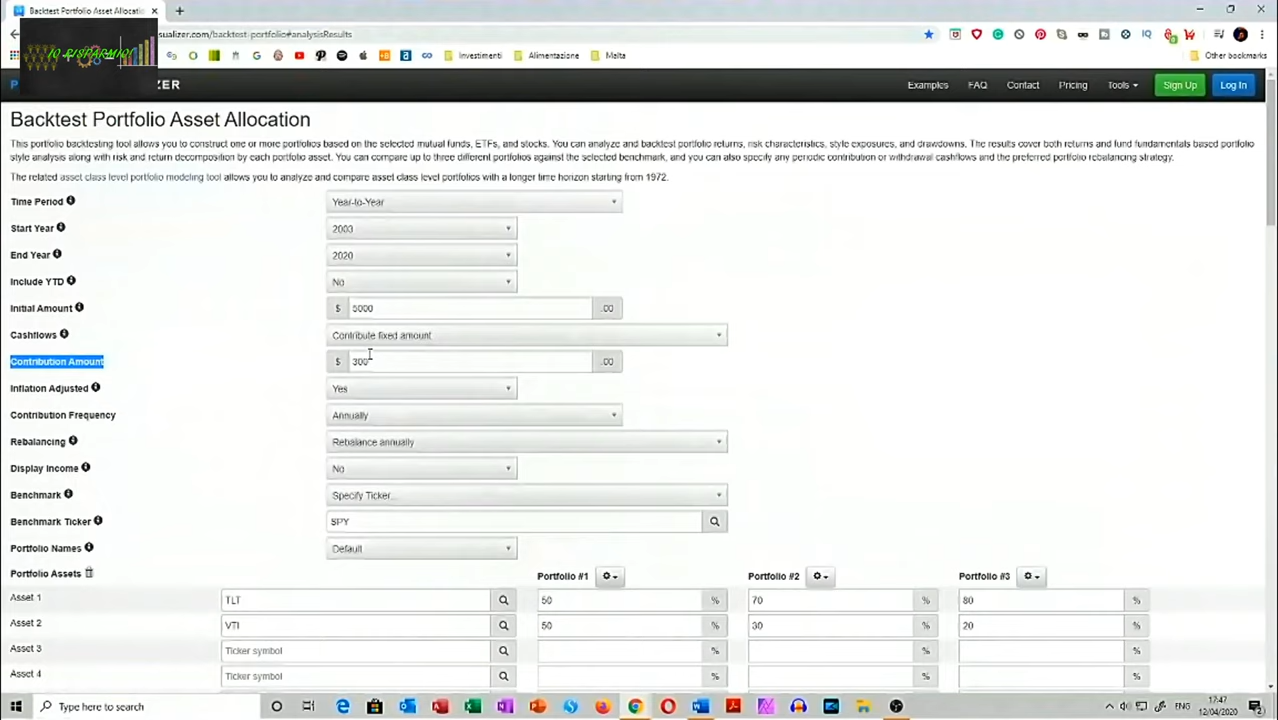 Backtest Portfolio Asset Allocatio
IO RISPARMIO!
sualizer.com/backtest-portfolio#analysisResults
Investimenti
Alimentazione
Malta
Other bookmarks
P
ZER
Examples
FAQ
Contact
Pricing
Tools
Sign Up
Log In
Backtest Portfolio Asset Allocation
This portfolio backtesting tool allows you to construct one or more portfolios based on the selected mutual funds, ETFs, and stocks. You can analyze and backtest portfolio returns, risk characteristics, style exposures, and drawdowns. The results cover both returns and fund fundamentals based portfolio
style analysis along with risk and return decomposition by each portfolio asset. You can compare up to three different portfolios against the selected benchmark, and you can also specify any periodic contribution or withdrawal cashflows and the preferred portfolio rebalancing strategy.
The related asset class level portfolio modeling tool allows you to analyze and compare asset class level portfolios with a longer time horizon starting from 1972.
Time Period Year-to-Year
Start Year 2003
End Year 2020
Include YTD No
Initial Amount $ 5000 .00
Cashflows Contribute fixed amount
Contribution Amount $ 300 .00
Inflation Adjusted Yes
Contribution Frequency Annually
Rebalancing Rebalance annually
Display Income No
Benchmark Specify Ticker...
Benchmark Ticker SPY
Portfolio Names Default
Portfolio Assets Portfolio #1 Portfolio #2 Portfolio #3
Asset 1 TLT 50 % 70 % 80 %
Asset 2 VTI 50 % 30 % 20 %
Asset 3 Ticker symbol % % %
Asset 4 Ticker symbol % % %
Type here to search
ENG
17:47
12/04/2020